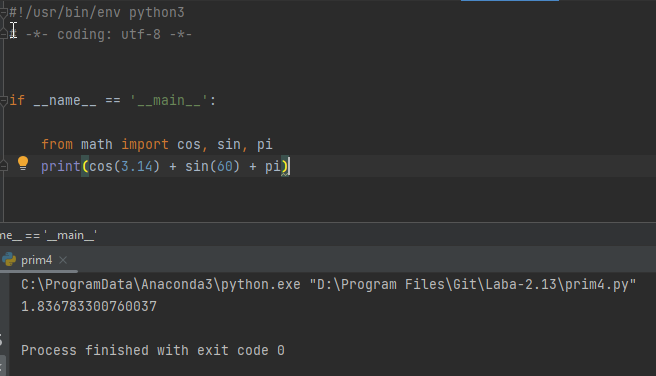 #!/usr/bin/env python3
# -*- coding: utf-8 -*-
if __name__ == '__main__':
from math import cos, sin, pi
print(cos(3.14) + sin(60) + pi)
me__ == '__main__'
prim4
C:\ProgramData\Anaconda3\python.exe "D:\Program Files\Git\Laba-2.13\prim4.py"
1.836783300760037
Process finished with exit code 0